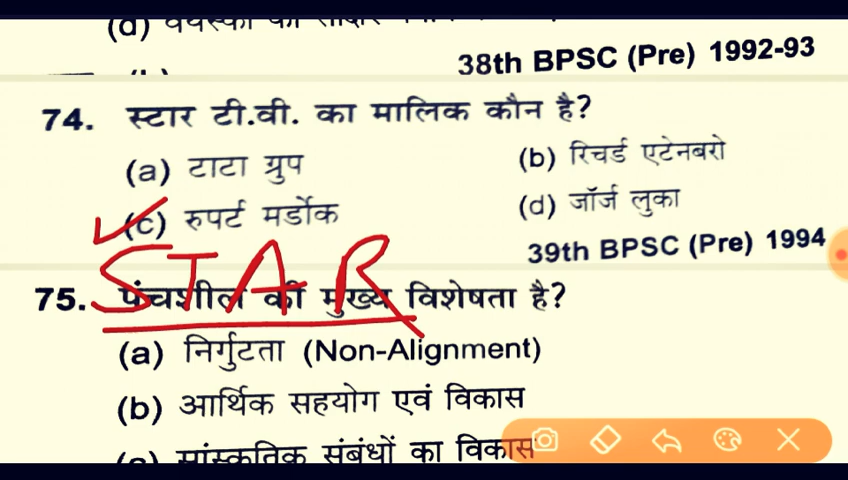 38th BPSC (Pre) 1992-93
74. स्टार टी.वी. का मालिक कौन है?
(a) टाटा ग्रुप (b) रिचर्ड एटेनबरो
(c) रुपर्ट मर्डोक (d) जॉर्ज लुका
39th BPSC (Pre) 1994
STAR
75. पंचशील की मुख्य विशेषता है?
(a) निर्गुटता (Non-Alignment)
(b) आर्थिक सहयोग एवं विकास
सांस्कृतिक संबंधों का विकास